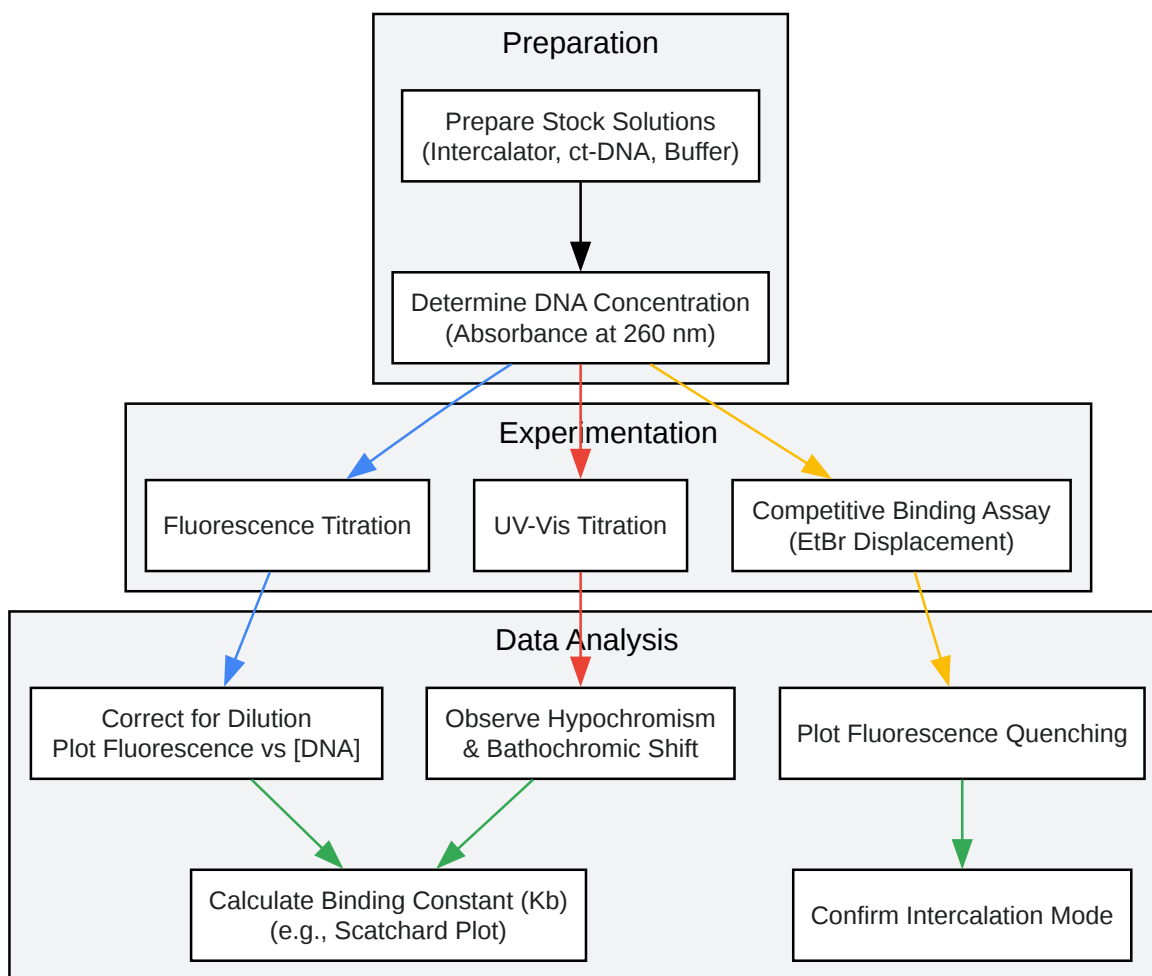 Preparation
Prepare Stock Solutions
(Intercalator, ct-DNA, Buffer)
Determine DNA Concentration
(Absorbance at 260 nm)
Experimentation
Fluorescence Titration
UV-Vis Titration
Competitive Binding Assay
(EtBr Displacement)
Data Analysis
Correct for Dilution
Plot Fluorescence vs [DNA]
Observe Hypochromism
& Bathochromic Shift
Plot Fluorescence Quenching
Calculate Binding Constant (Kb)
(e.g., Scatchard Plot)
Confirm Intercalation Mode